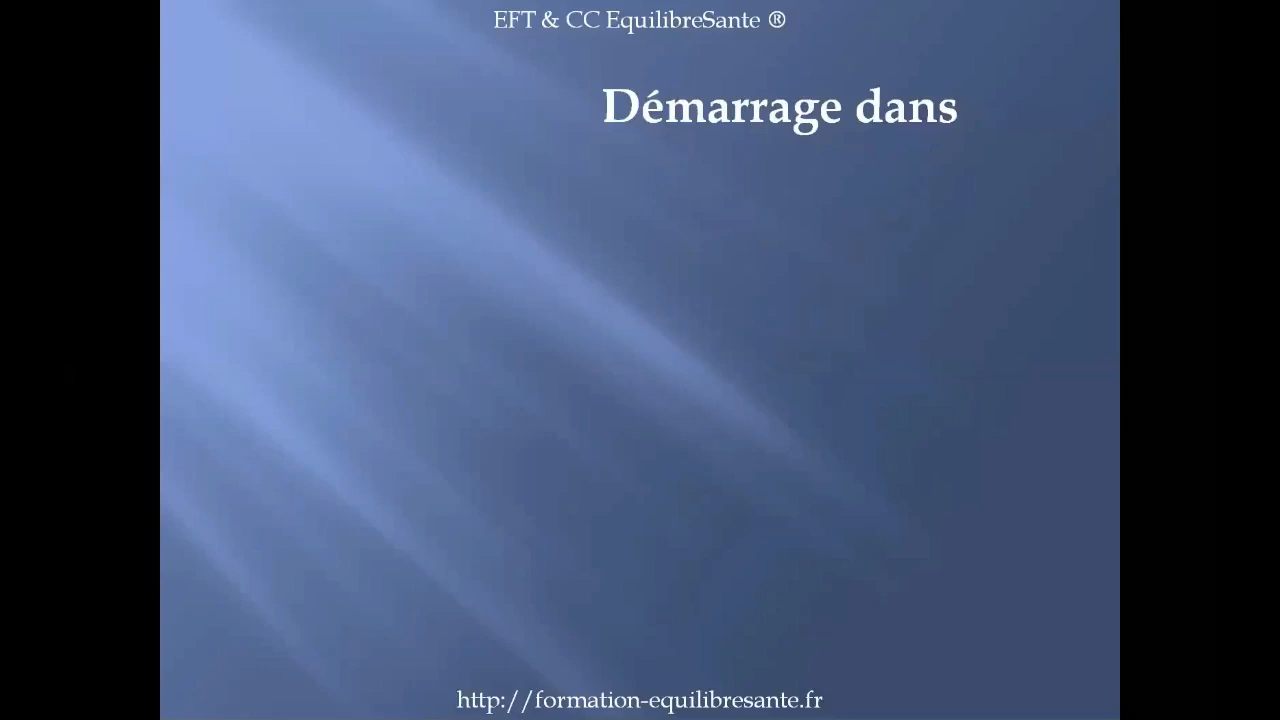 EFT & CC EquilibreSante ®
Démarrage dans
http://formation-equilibresante.fr